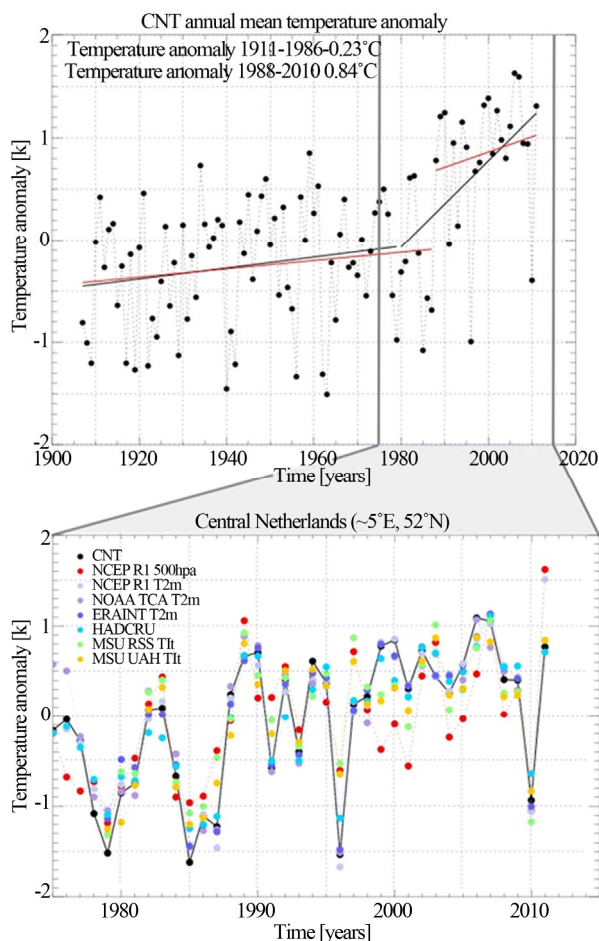 CNT annual mean temperature anomaly
Temperature anomaly 1911-1986-0.23˚C
Temperature anomaly 1988-2010 0.84˚C
Temperature anomaly [k]
2
1
0
-1
-2
1900 1920 1940 1960 1980 2000 2020
Time [years]
Central Netherlands (~5˚E, 52˚N)
CNT
NCEP R1 500hpa
NCEP R1 T2m
NOAA TCA T2m
ERAINT T2m
HADCRU
MSU RSS Tlt
MSU UAH Tlt
Temperature anomaly [k]
2
1
0
-1
-2
1980 1990 2000 2010
Time [years]